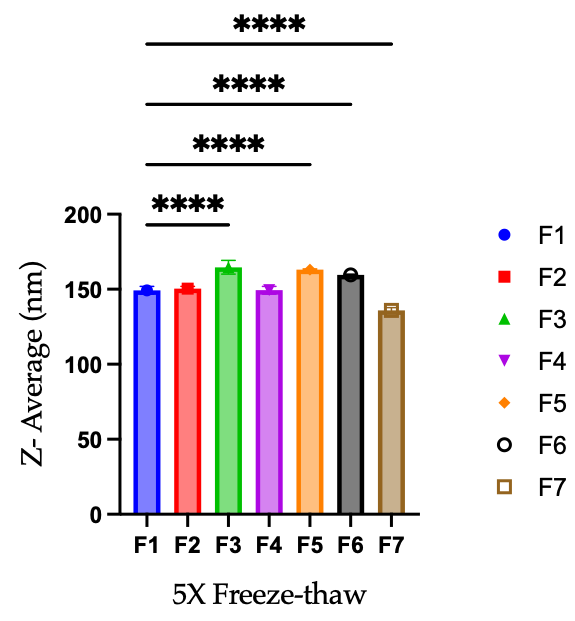 ✱✱✱✱
✱✱✱✱
✱✱✱✱
✱✱✱✱
200
150
100
50
0
Z- Average (nm)
F1 F2 F3 F4 F5 F6 F7
5X Freeze-thaw
F1
F2
F3
F4
F5
F6
F7